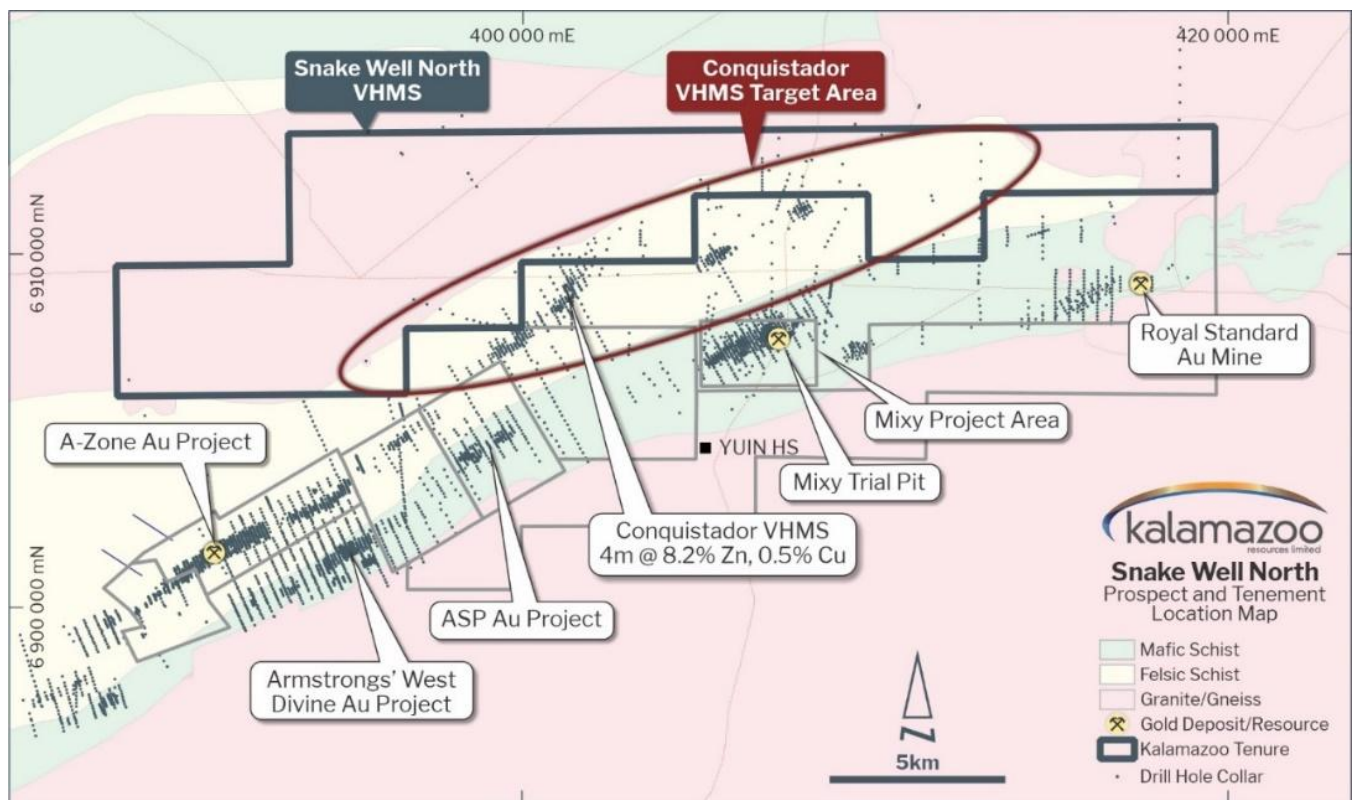 400 000 mE
420 000 mE
Snake Well North
VHMS
Conquistador
VHMS Target Area
6 910 000 mN
Royal Standard
Au Mine
Mixy Project Area
A-Zone Au Project
YUIN HS
Mixy Trial Pit
Conquistador VHMS
4m @ 8.2% Zn, 0.5% Cu
6 900 000 mN
ASP Au Project
Armstrongs' West
Divine Au Project
N
5km
kalamazoo
resources limited
Snake Well North
Prospect and Tenement
Location Map
Mafic Schist
Felsic Schist
Granite/Gneiss
Gold Deposit/Resource
Kalamazoo Tenure
Drill Hole Collar